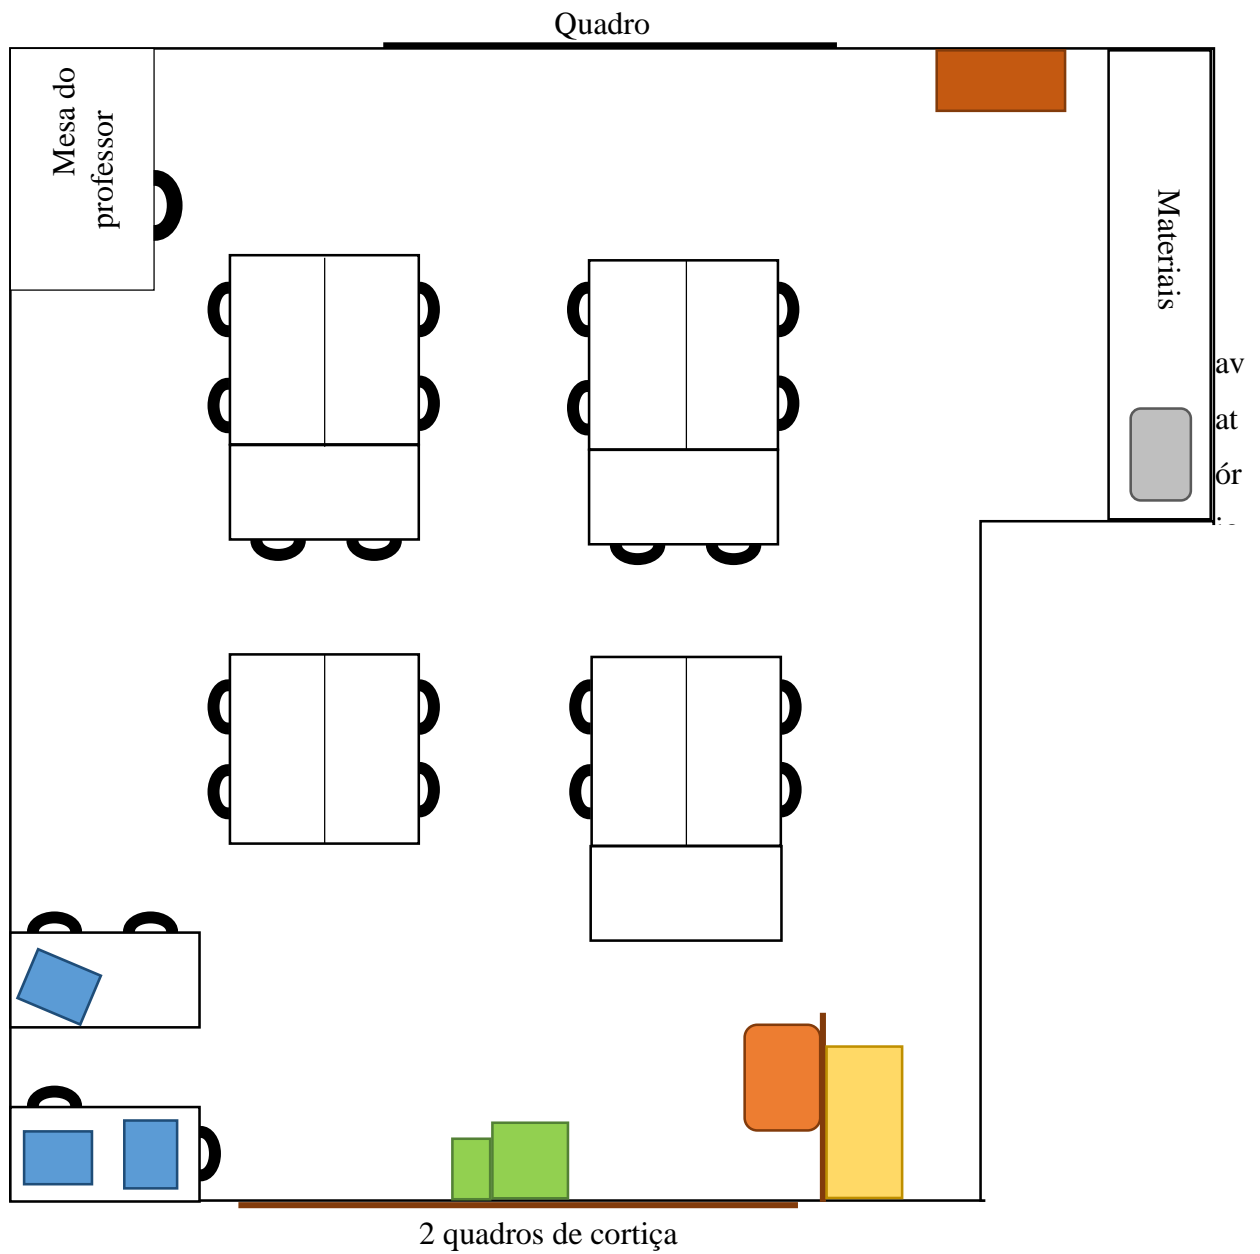 Quadro
Mesa do
professor
Materiais
av
at
ór
2 quadros de cortiça